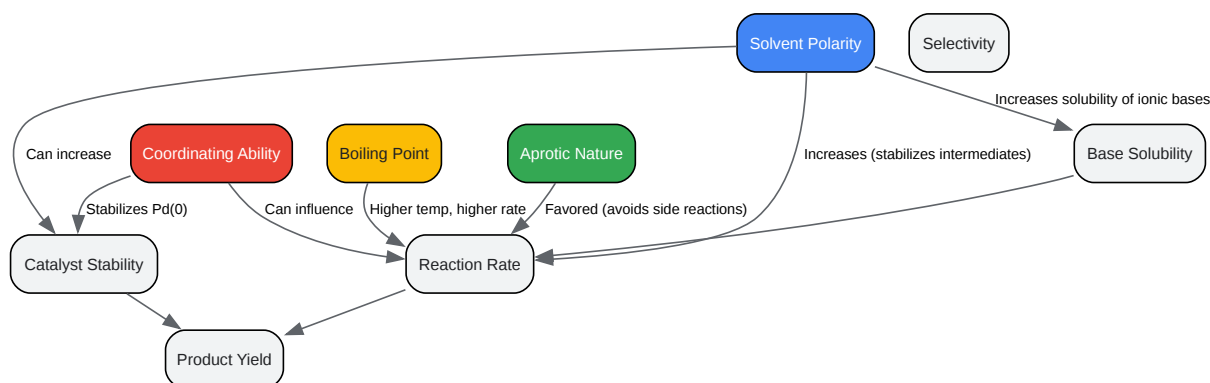 Solvent Polarity
Selectivity
Increases solubility of ionic bases
Can increase
Coordinating Ability
Boiling Point
Aprotic Nature
Increases (stabilizes intermediates)
Base Solubility
Stabilizes Pd(0)
Can influence
Higher temp, higher rate
Favored (avoids side reactions)
Catalyst Stability
Reaction Rate
Product Yield